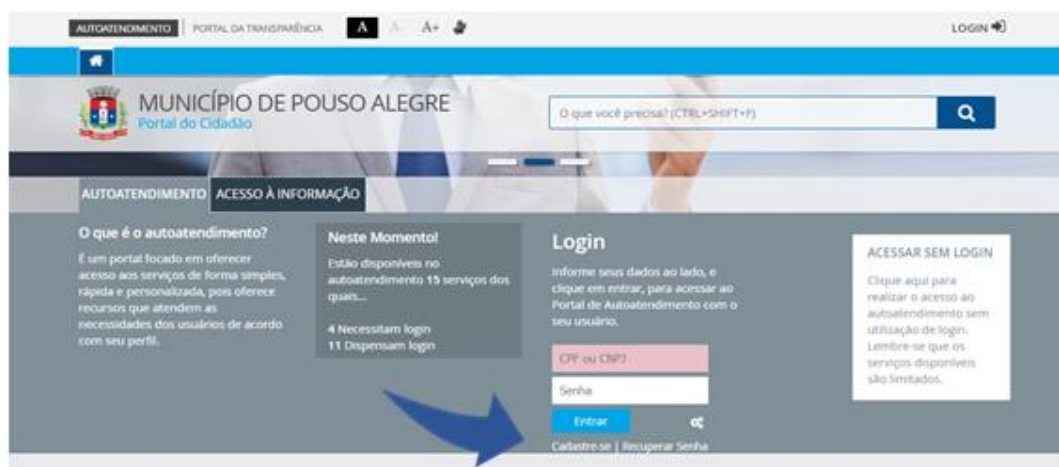 AUTOATENDIMENTO PORTAL DA TRANSPARÊNCIA A A- A+ LOGIN
MUNICÍPIO DE POUSO ALEGRE
Portal do Cidadão
O que você precisa? (CTRL+SHIFT+F)
AUTOATENDIMENTO ACESSO À INFORMAÇÃO
O que é o autoatendimento?
É um portal focado em oferecer
acesso aos serviços de forma simples,
rápida e personalizada, pois oferece
recursos que atendem as
necessidades dos usuários de acordo
com seu perfil.
Neste Momento!
Estão disponíveis no
autoatendimento 15 serviços dos
quais...
4 Necessitam login
11 Dispensam login
Login
Informe seus dados ao lado, e
clique em entrar, para acessar ao
Portal de Autoatendimento com o
seu usuário.
CPF ou CNPJ
Senha
Entrar
Cadastre-se | Recuperar Senha
ACESSAR SEM LOGIN
Clique aqui para
realizar o acesso ao
autoatendimento sem
utilização de login.
Lembre-se que os
serviços disponíveis
são limitados.